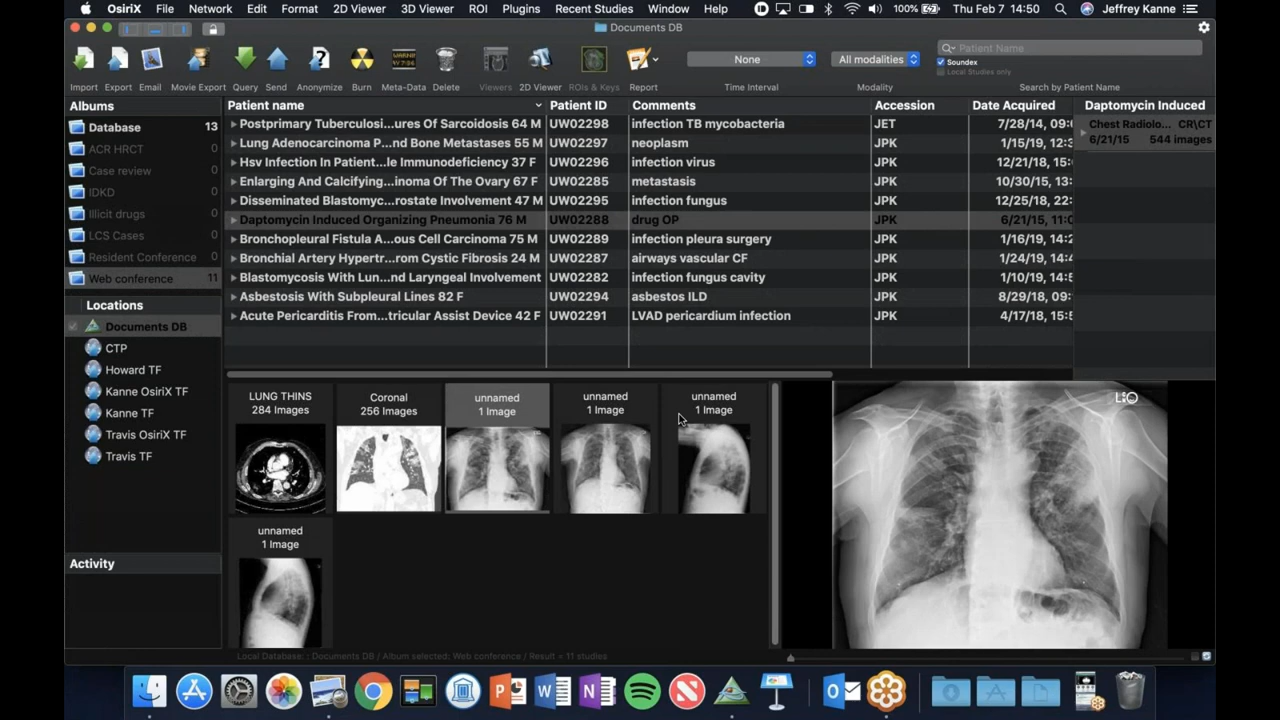 OsiriX File Network Edit Format 2D Viewer 3D Viewer ROI Plugins Recent Studies Window Help 100% Thu Feb 7 14:50 Jeffrey Kanne
Documents DB
None All modalities Patient Name
Soundex
Local Studies only
Import Export Email Movie Export Query Send Anonymize Burn Meta-Data Delete Viewers 2D Viewer ROIs & Keys Report Time Interval Modality Search by Patient Name
Albums
Database 13
ACR HRCT 0
Case review 0
IDKD 0
Illicit drugs 0
LCS Cases 0
Resident Conference 0
Web conference 11
Locations
Documents DB
CTP
Howard TF
Kanne OsiriX TF
Kanne TF
Travis OsiriX TF
Travis TF
Activity
Patient name Patient ID Comments Accession Date Acquired
Postprimary Tuberculosi...ures Of Sarcoidosis 64 M UW02298 infection TB mycobacteria JET 7/28/14, 09:
Lung Adenocarcinoma P...nd Bone Metastases 55 M UW02297 neoplasm JPK 1/15/19, 12:3
Hsv Infection In Patient...le Immunodeficiency 37 F UW02296 infection virus JPK 12/21/18, 15:
Enlarging And Calcifying...inoma Of The Ovary 67 F UW02285 metastasis JPK 10/30/15, 13:
Disseminated Blastomyc...rostate Involvement 47 M UW02295 infection fungus JPK 12/25/18, 22:
Daptomycin Induced Organizing Pneumonia 76 M UW02288 drug OP JPK 6/21/15, 11:
Bronchopleural Fistula A...ous Cell Carcinoma 75 M UW02289 infection pleura surgery JPK 1/16/19, 14:2
Bronchial Artery Hypertr...rom Cystic Fibrosis 24 M UW02287 airways vascular CF JPK 1/24/19, 14:
Blastomycosis With Lun...nd Laryngeal Involvement UW02282 infection fungus cavity JPK 1/10/19, 14:
Asbestosis With Subpleural Lines 82 F UW02294 asbestos ILD JPK 8/29/18, 09:
Acute Pericarditis From...tricular Assist Device 42 F UW02291 LVAD pericardium infection JPK 4/17/18, 15:
Daptomycin Induced
Chest Radiolo... CR\CT
6/21/15 544 images
LUNG THINS
284 Images
Coronal
256 Images
unnamed
1 Image
unnamed
1 Image
unnamed
1 Image
unnamed
1 Image
Local Database: : Documents DB / Album selected: Web conference / Result = 11 studies